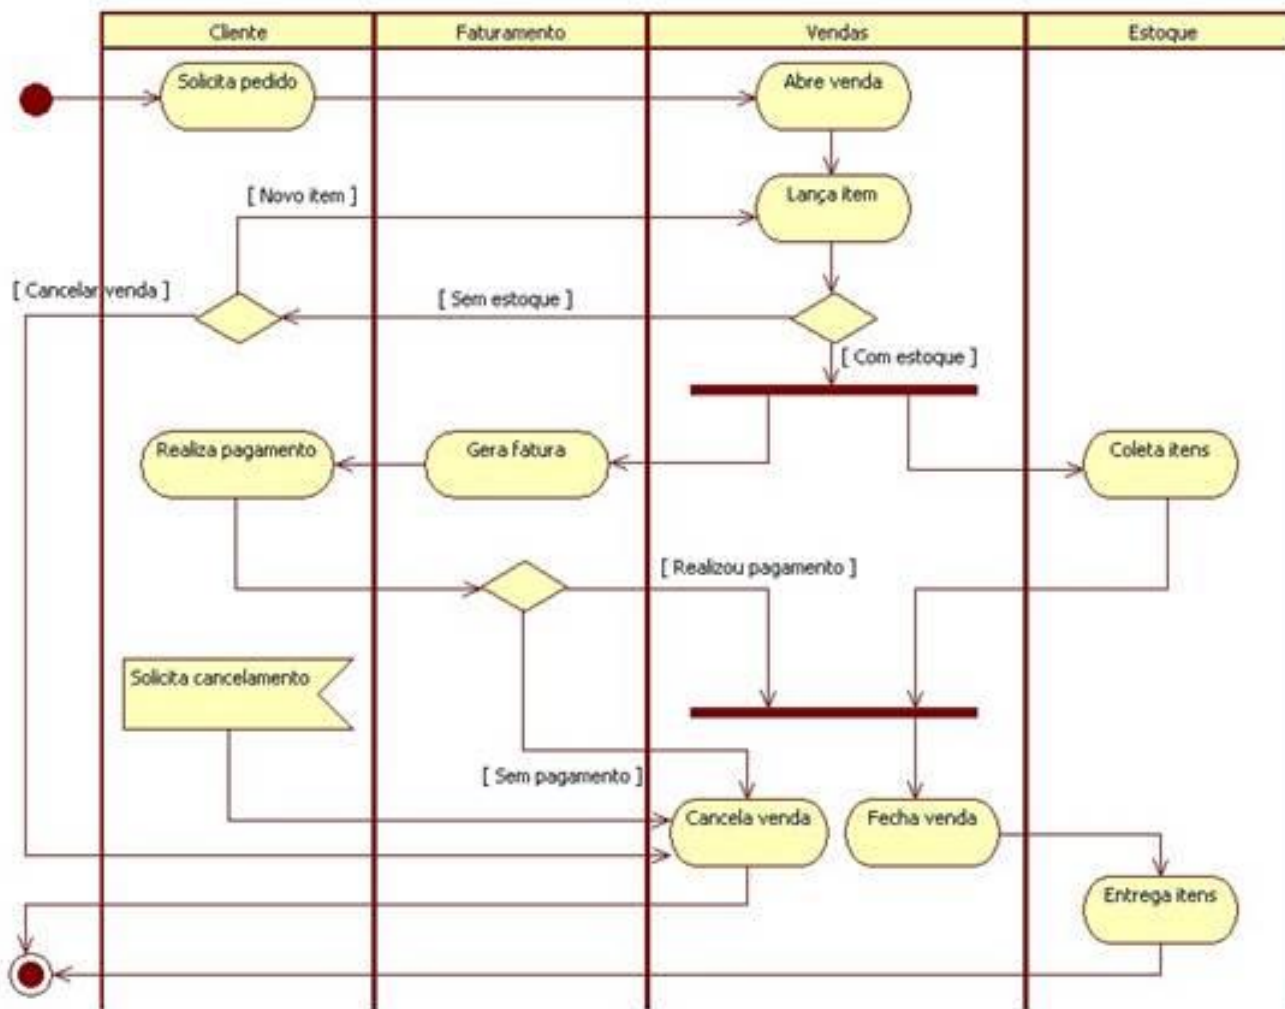 Cliente
Faturamento
Vendas
Estoque
Solicita pedido
Abre venda
[ Novo item ]
Lança item
[ Cancelar venda ]
[ Sem estoque ]
[ Com estoque ]
Realiza pagamento
Gera fatura
Coleta itens
[ Realizou pagamento ]
Solicita cancelamento
[ Sem pagamento ]
Cancela venda
Fecha venda
Entrega itens